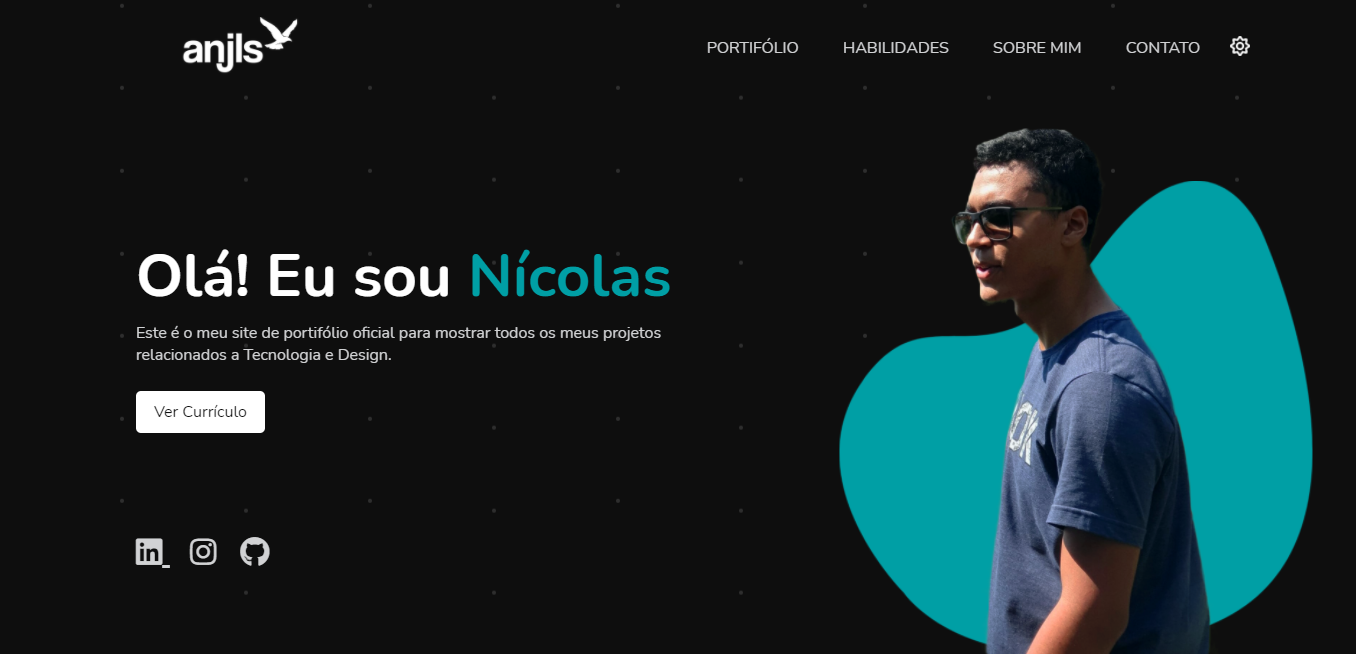 anjls
PORTIFÓLIO HABILIDADES SOBRE MIM CONTATO
Olá! Eu sou Nícolas
Este é o meu site de portifólio oficial para mostrar todos os meus projetos
relacionados a Tecnologia e Design.
Ver Currículo
in